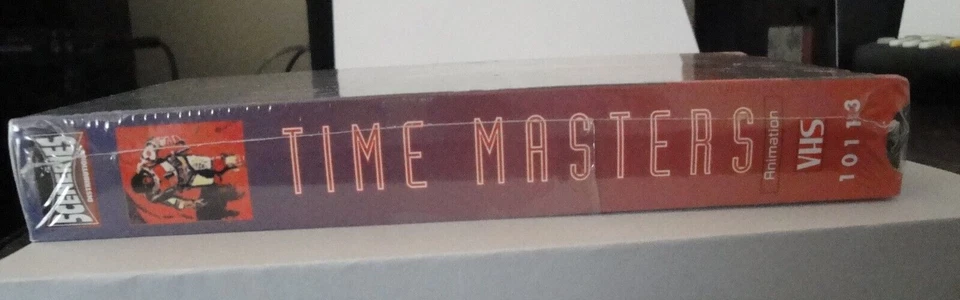 TIME MASTERS
Animation
VHS
10113